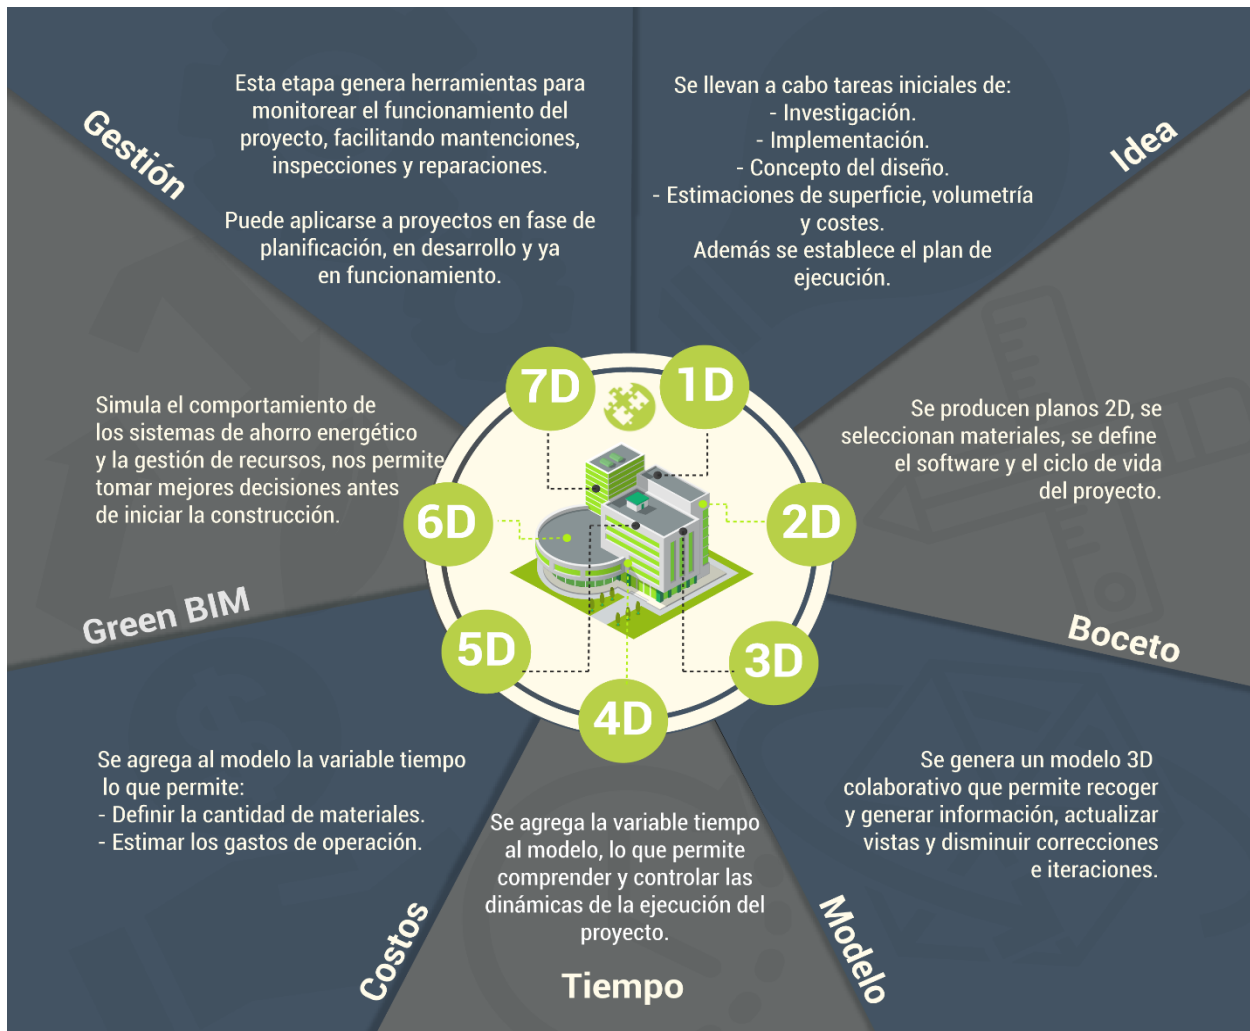 Se llevan a cabo tareas iniciales de:
- Investigación.
- Implementación.
- Concepto del diseño.
- Estimaciones de superficie, volumetría
y costes.
Además se establece el plan de
ejecución.
Idea
1D
Se producen planos 2D, se
seleccionan materiales, se define
el software y el ciclo de vida
del proyecto.
Boceto
2D
Se genera un modelo 3D
colaborativo que permite recoger
y generar información, actualizar
vistas y disminuir correcciones
e iteraciones.
Modelo
3D
Se agrega la variable tiempo
al modelo, lo que permite
comprender y controlar las
dinámicas de la ejecución del
proyecto.
Tiempo
4D
Se agrega al modelo la variable tiempo
lo que permite:
- Definir la cantidad de materiales.
- Estimar los gastos de operación.
Costos
5D
Simula el comportamiento de
los sistemas de ahorro energético
y la gestión de recursos, nos permite
tomar mejores decisiones antes
de iniciar la construcción.
Green BIM
6D
Esta etapa genera herramientas para
monitorear el funcionamiento del
proyecto, facilitando mantenciones,
inspecciones y reparaciones.
Puede aplicarse a proyectos en fase de
planificación, en desarrollo y ya
en funcionamiento.
Gestión
7D